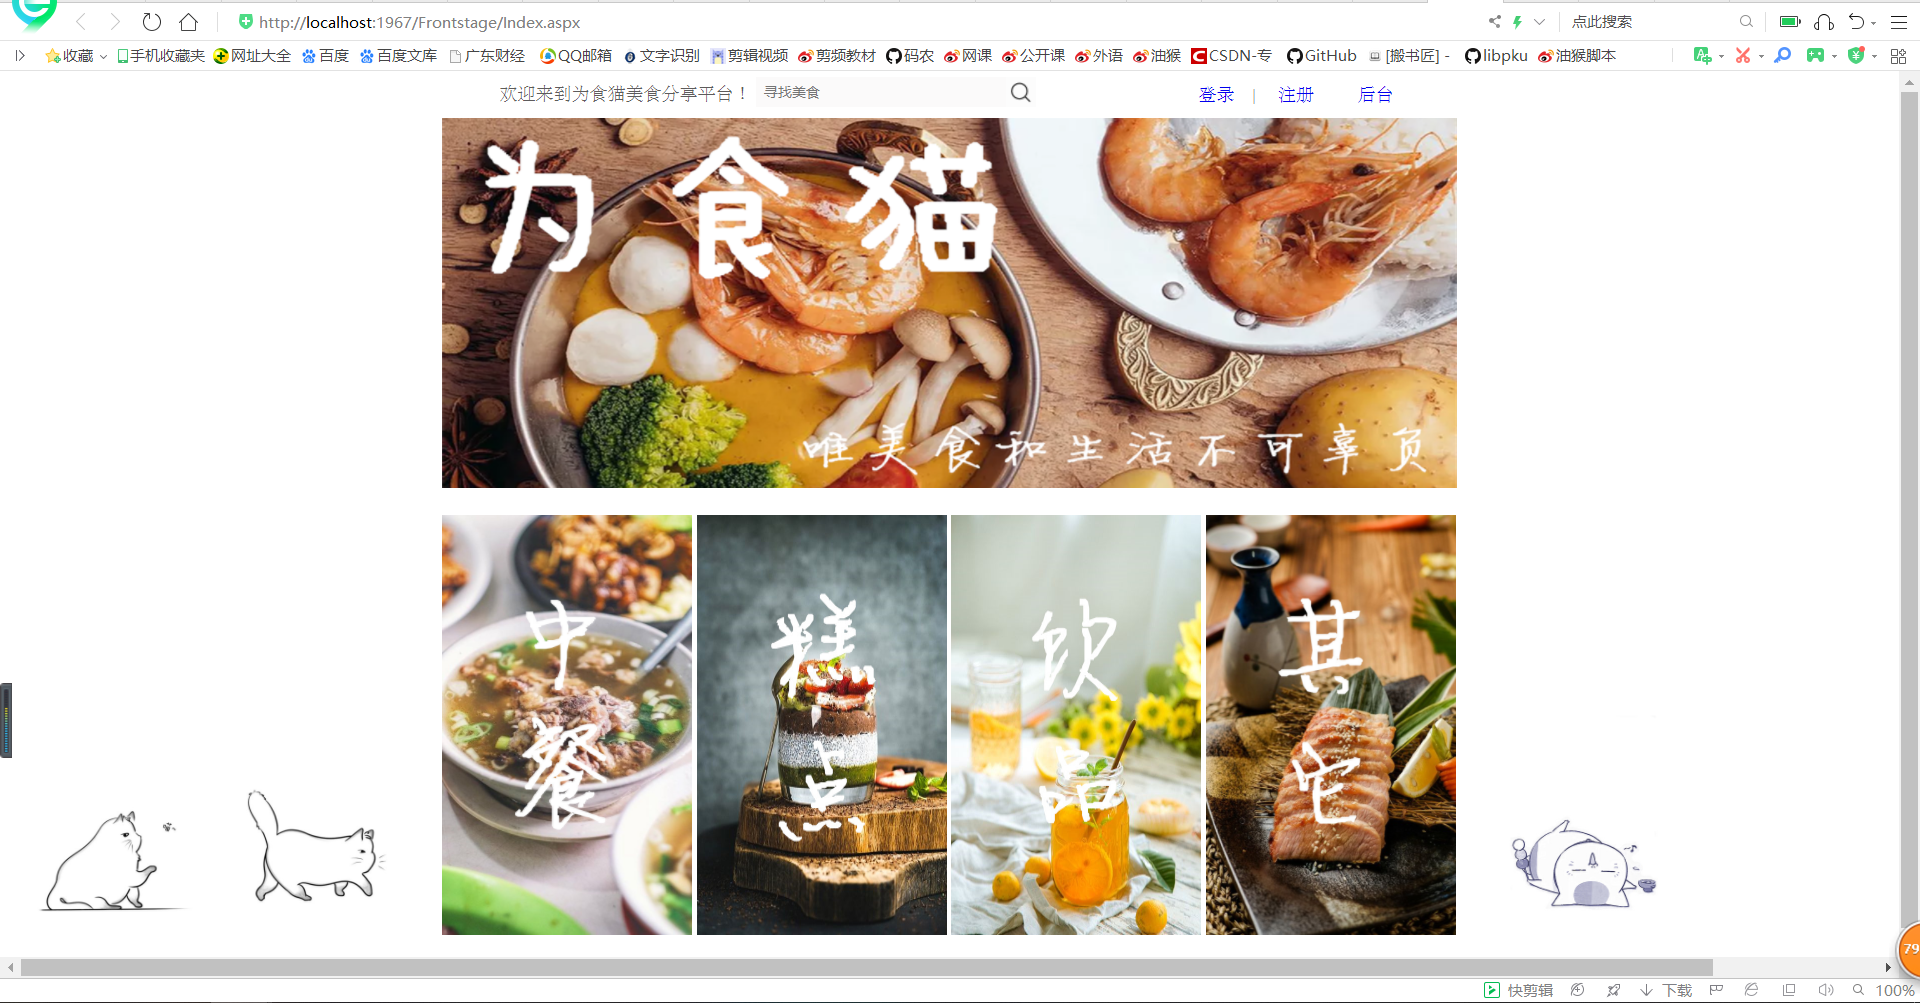 http://localhost:1967/Frontstage/Index.aspx
点此搜索
收藏 手机收藏夹 网址大全 百度 百度文库 广东财经 QQ邮箱 文字识别 剪辑视频 剪频教材 码农 网课 公开课 外语 油猴 CSDN-专 GitHub [搬书匠] - libpku 油猴脚本
欢迎来到为食猫美食分享平台！ 寻找美食 登录 | 注册 后台
为食猫
唯美食和生活不可辜负
中餐
糕点
饮品
其它
79
快剪辑 下载 100%